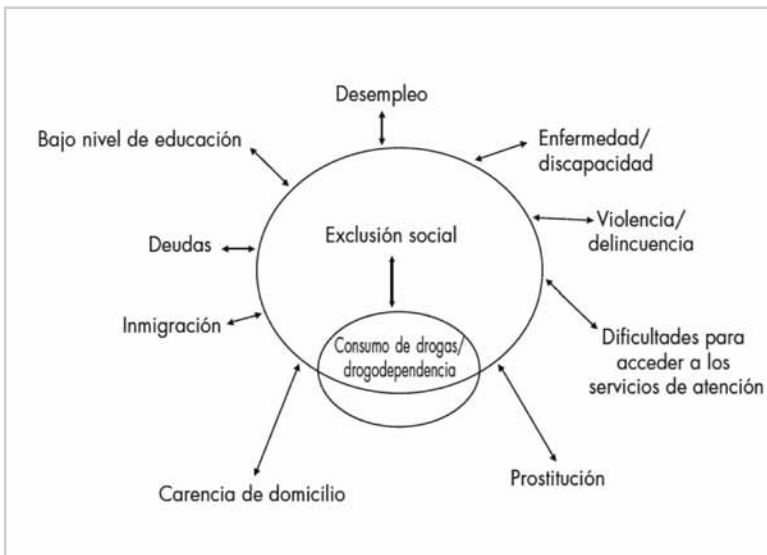 Desempleo
Bajo nivel de educación
Enfermedad/
discapacidad
Violencia/
delincuencia
Deudas
Exclusión social
Inmigración
Consumo de drogas/
drogodependencia
Dificultades para
acceder a los
servicios de atención
Carencia de domicilio
Prostitución